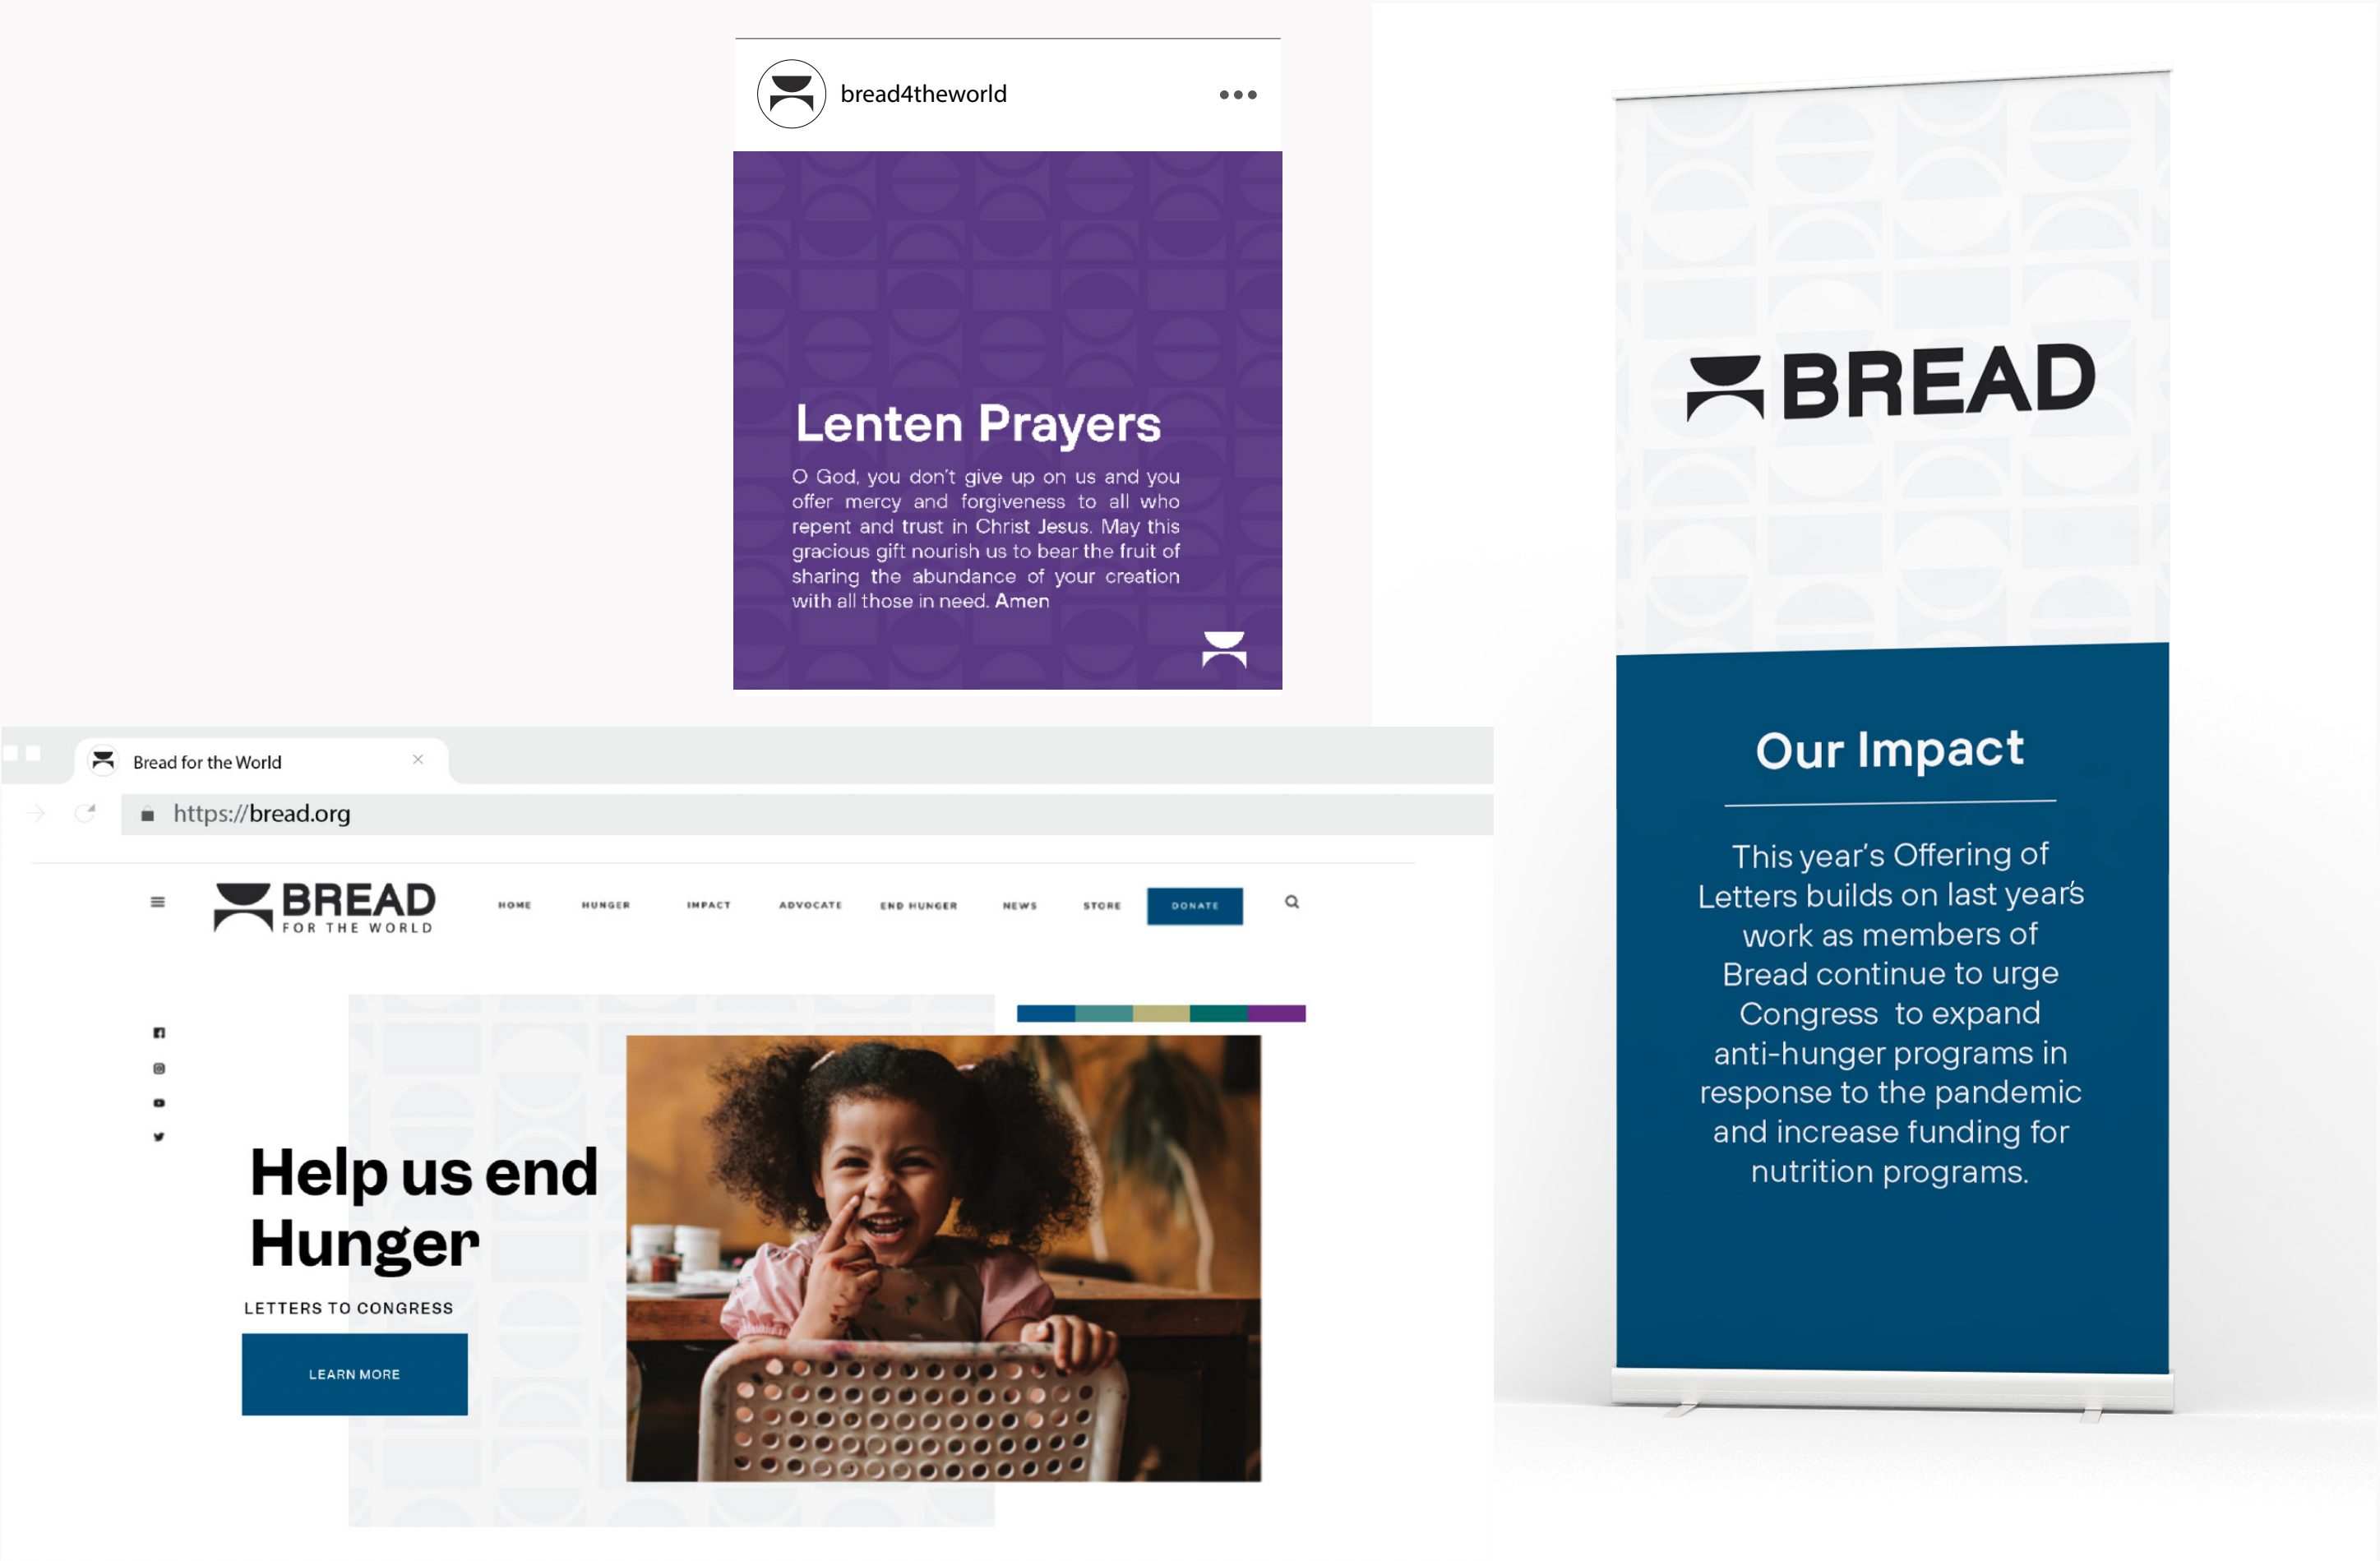 bread4theworld
Lenten Prayers
O God, you don't give up on us and you
offer mercy and forgiveness to all who
repent and trust in Christ Jesus. May this
gracious gift nourish us to bear the fruit of
sharing the abundance of your creation
with all those in need. Amen
BREAD
Our Impact
This year's Offering of
Letters builds on last year's
work as members of
Bread continue to urge
Congress to expand
anti-hunger programs in
response to the pandemic
and increase funding for
nutrition programs.
Bread for the World
https://bread.org
BREAD
FOR THE WORLD
HOME HUNGER IMPACT ADVOCATE END HUNGER NEWS STORE DONATE
Help us end
Hunger
LETTERS TO CONGRESS
LEARN MORE